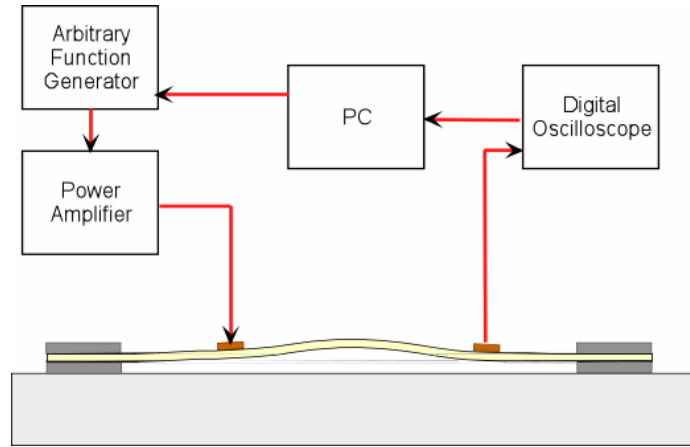 Arbitrary
Function
Generator
PC
Digital
Oscilloscope
Power
Amplifier